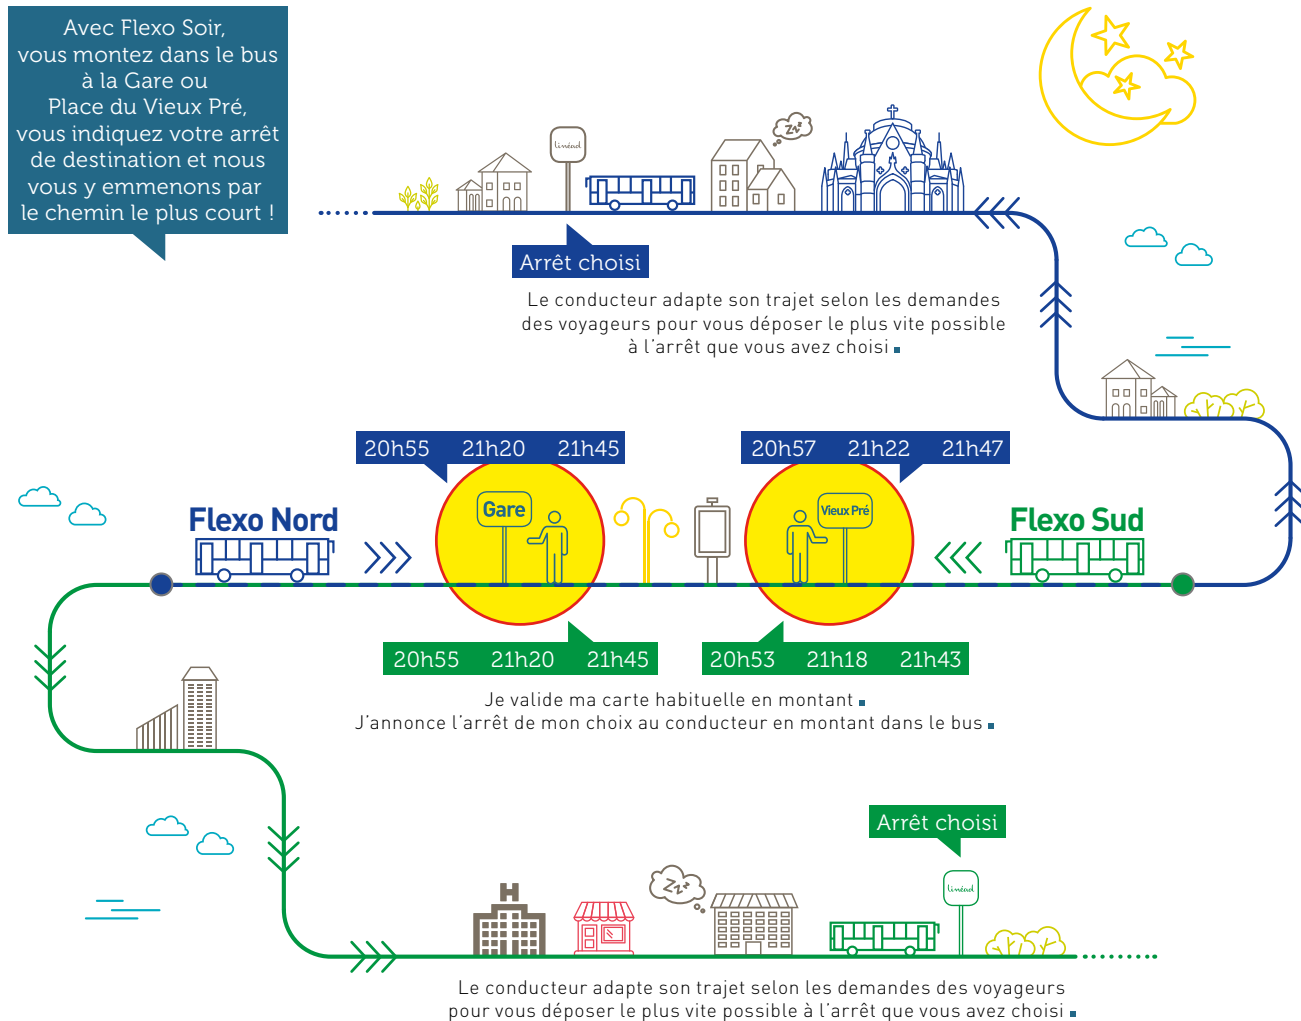 Avec Flexo Soir,
vous montez dans le bus
à la Gare ou
Place du Vieux Pré,
vous indiquez votre arrêt
de destination et nous
vous y emmenons par
le chemin le plus court !
linéad
Zzz
Arrêt choisi
Le conducteur adapte son trajet selon les demandes
des voyageurs pour vous déposer le plus vite possible
à l'arrêt que vous avez choisi
20h55 21h20 21h45
20h57 21h22 21h47
Flexo Nord
Gare
Vieux Pré
Flexo Sud
20h55 21h20 21h45
20h53 21h18 21h43
Je valide ma carte habituelle en montant
J'annonce l'arrêt de mon choix au conducteur en montant dans le bus
Arrêt choisi
linéad
H
Zzz
Le conducteur adapte son trajet selon les demandes des voyageurs
pour vous déposer le plus vite possible à l'arrêt que vous avez choisi